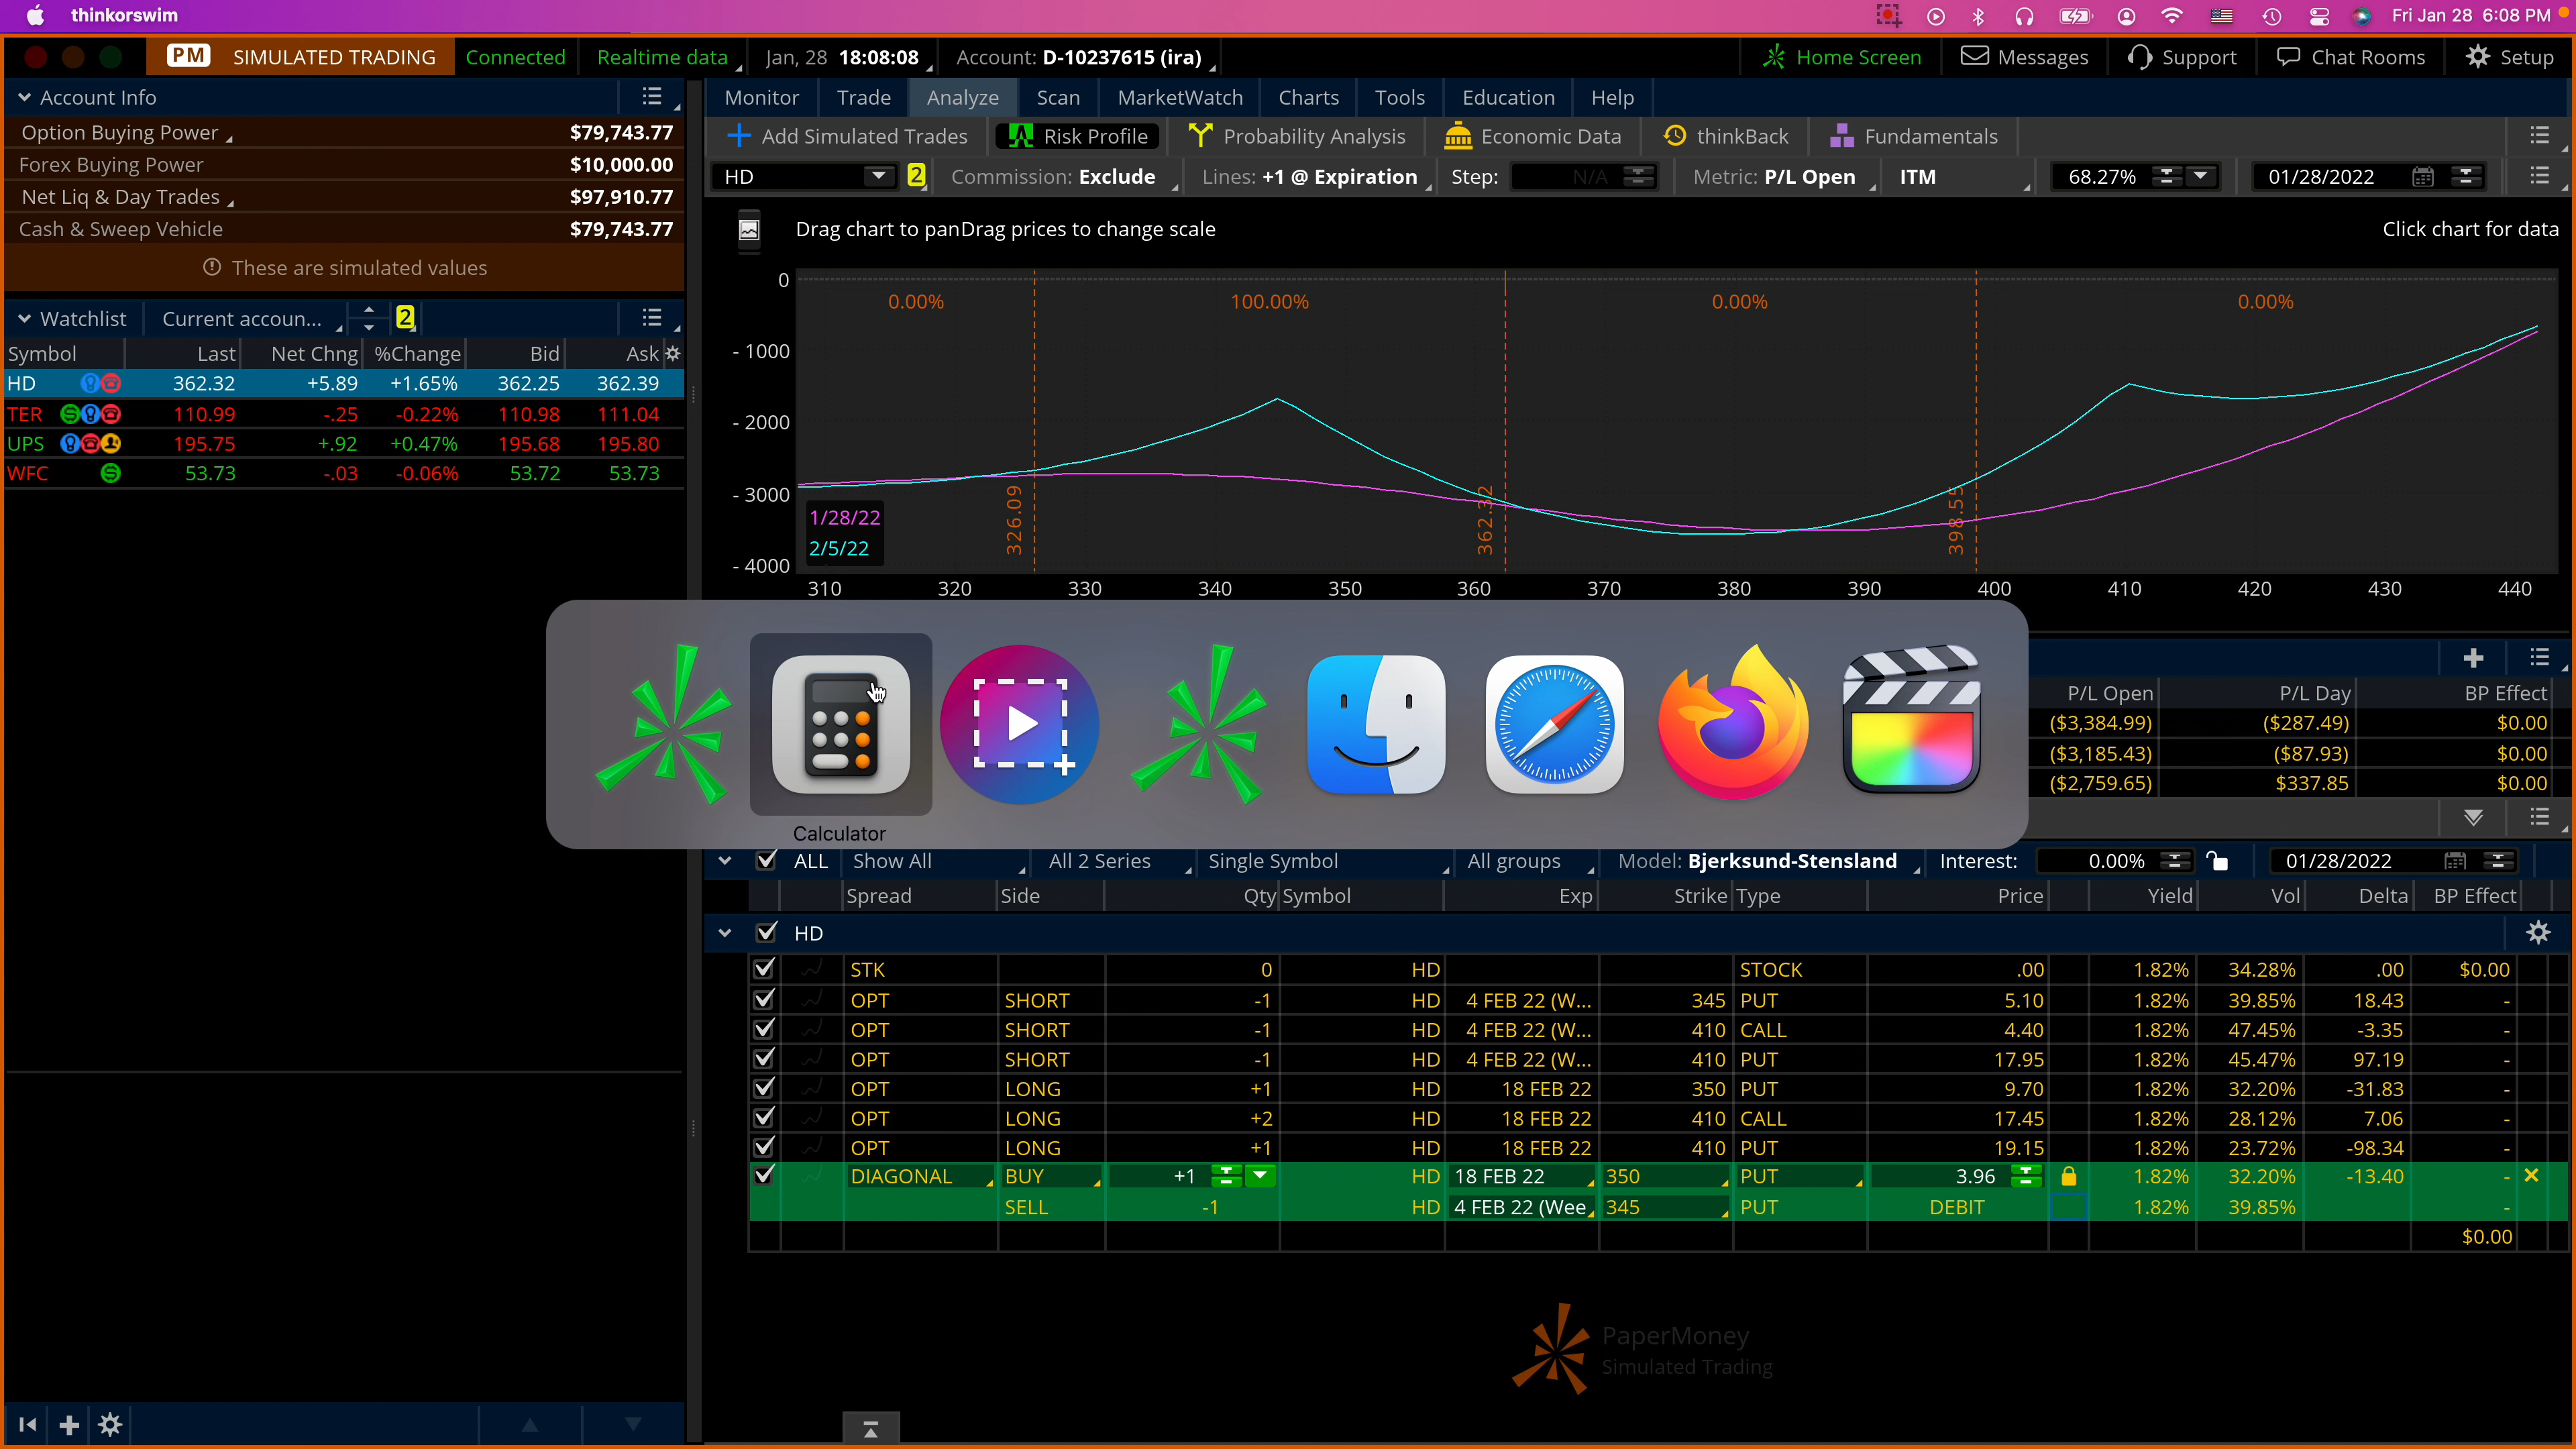 thinkorswim
Fri Jan 28 6:08 PM
PM SIMULATED TRADING Connected Realtime data Jan, 28 18:08:08 Account: D-10237615 (ira) Home Screen Messages Support Chat Rooms Setup
Account Info
Option Buying Power $79,743.77
Forex Buying Power $10,000.00
Net Liq & Day Trades $97,910.77
Cash & Sweep Vehicle $79,743.77
These are simulated values
Watchlist Current accoun... 2
Symbol Last Net Chng %Change Bid Ask
HD 362.32 +5.89 +1.65% 362.25 362.39
TER 110.99 -.25 -0.22% 110.98 111.04
UPS 195.75 +.92 +0.47% 195.68 195.80
WFC 53.73 -.03 -0.06% 53.72 53.73
Monitor Trade Analyze Scan MarketWatch Charts Tools Education Help
Add Simulated Trades Risk Profile Probability Analysis Economic Data thinkBack Fundamentals
HD 2 Commission: Exclude Lines: +1 @ Expiration Step: N/A Metric: P/L Open ITM 68.27% 01/28/2022
Drag chart to panDrag prices to change scale Click chart for data
0
- 1000
- 2000
- 3000
- 4000
0.00% 100.00% 0.00% 0.00%
326.09 362.32 398.55
1/28/22
2/5/22
310 320 330 340 350 360 370 380 390 400 410 420 430 440
Calculator
P/L Open P/L Day BP Effect
($3,384.99) ($287.49) $0.00
($3,185.43) ($87.93) $0.00
($2,759.65) $337.85 $0.00
ALL Show All All 2 Series Single Symbol All groups Model: Bjerksund-Stensland Interest: 0.00% 01/28/2022
Spread Side Qty Symbol Exp Strike Type Price Yield Vol Delta BP Effect
HD
STK 0 HD STOCK .00 1.82% 34.28% .00 $0.00
OPT SHORT -1 HD 4 FEB 22 (W... 345 PUT 5.10 1.82% 39.85% 18.43 -
OPT SHORT -1 HD 4 FEB 22 (W... 410 CALL 4.40 1.82% 47.45% -3.35 -
OPT SHORT -1 HD 4 FEB 22 (W... 410 PUT 17.95 1.82% 45.47% 97.19 -
OPT LONG +1 HD 18 FEB 22 350 PUT 9.70 1.82% 32.20% -31.83 -
OPT LONG +2 HD 18 FEB 22 410 CALL 17.45 1.82% 28.12% 7.06 -
OPT LONG +1 HD 18 FEB 22 410 PUT 19.15 1.82% 23.72% -98.34 -
DIAGONAL BUY +1 HD 18 FEB 22 350 PUT 3.96 1.82% 32.20% -13.40 -
SELL -1 HD 4 FEB 22 (Wee 345 PUT DEBIT 1.82% 39.85% -
$0.00
PaperMoney
Simulated Trading